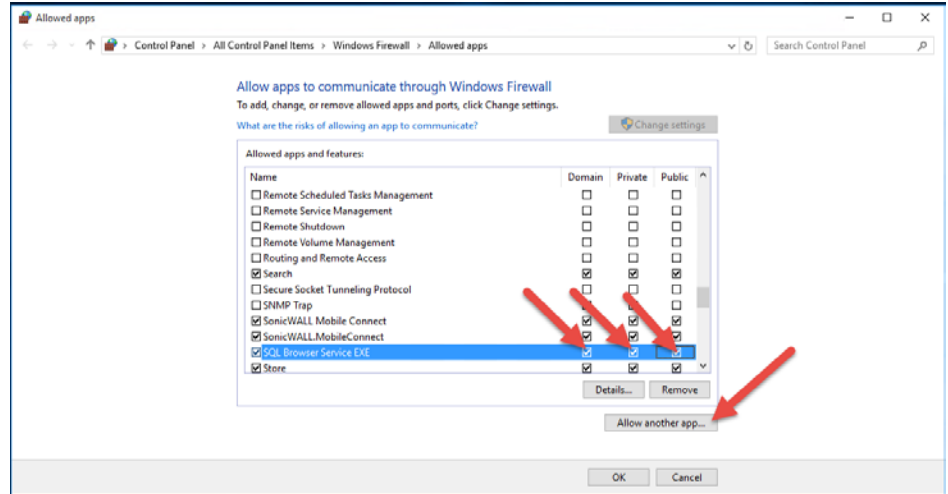 Allowed apps
Control Panel > All Control Panel Items > Windows Firewall > Allowed apps
Search Control Panel
Allow apps to communicate through Windows Firewall
To add, change, or remove allowed apps and ports, click Change settings.
What are the risks of allowing an app to communicate?
Change settings
Allowed apps and features:
Name Domain Private Public
Remote Scheduled Tasks Management
Remote Service Management
Remote Shutdown
Remote Volume Management
Routing and Remote Access
Search
Secure Socket Tunneling Protocol
SNMP Trap
SonicWALL Mobile Connect
SonicWALL.MobileConnect
SQL Browser Service EXE
Store
Details... Remove
Allow another app...
OK Cancel